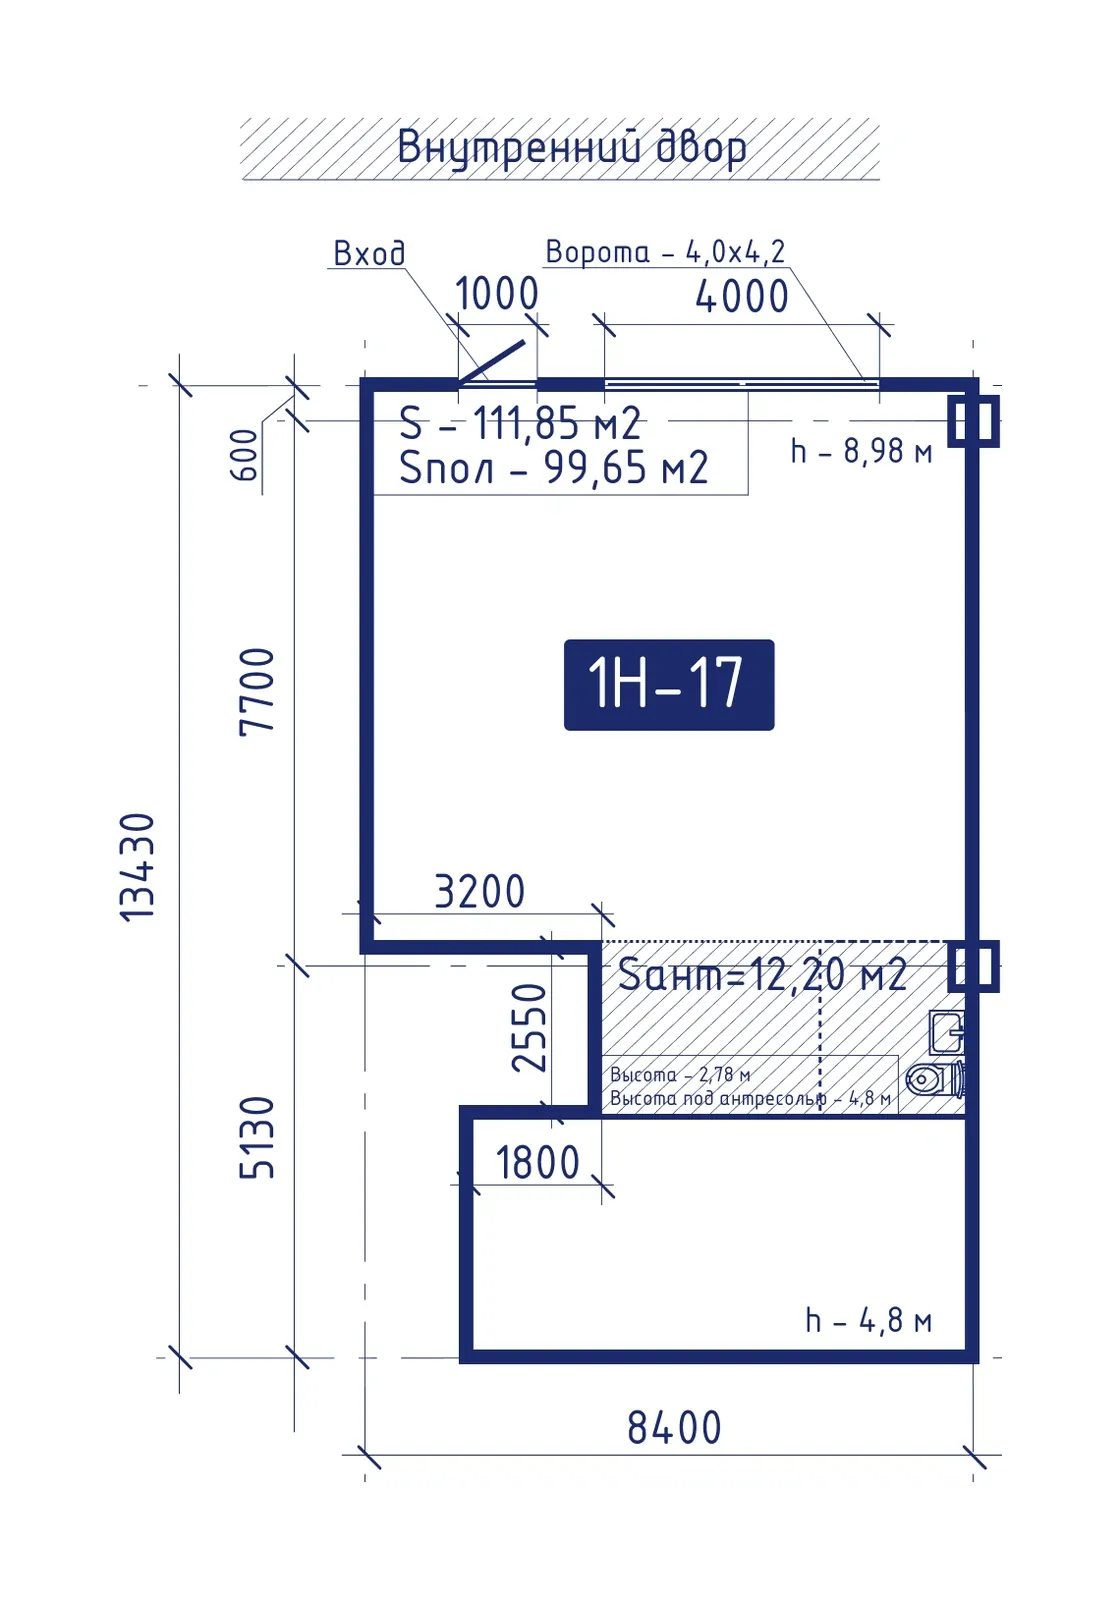 Внутренний двор
Вход
Ворота - 4,0х4,2
1000
4000
S - 111,85 м2
Sпол - 99,65 м2
h - 8,98 м
600
7700
1Н-17
13430
3200
Sант=12,20 м2
2550
Высота - 2,78 м
Высота под антресолью - 4,8 м
5130
1800
h - 4,8 м
8400